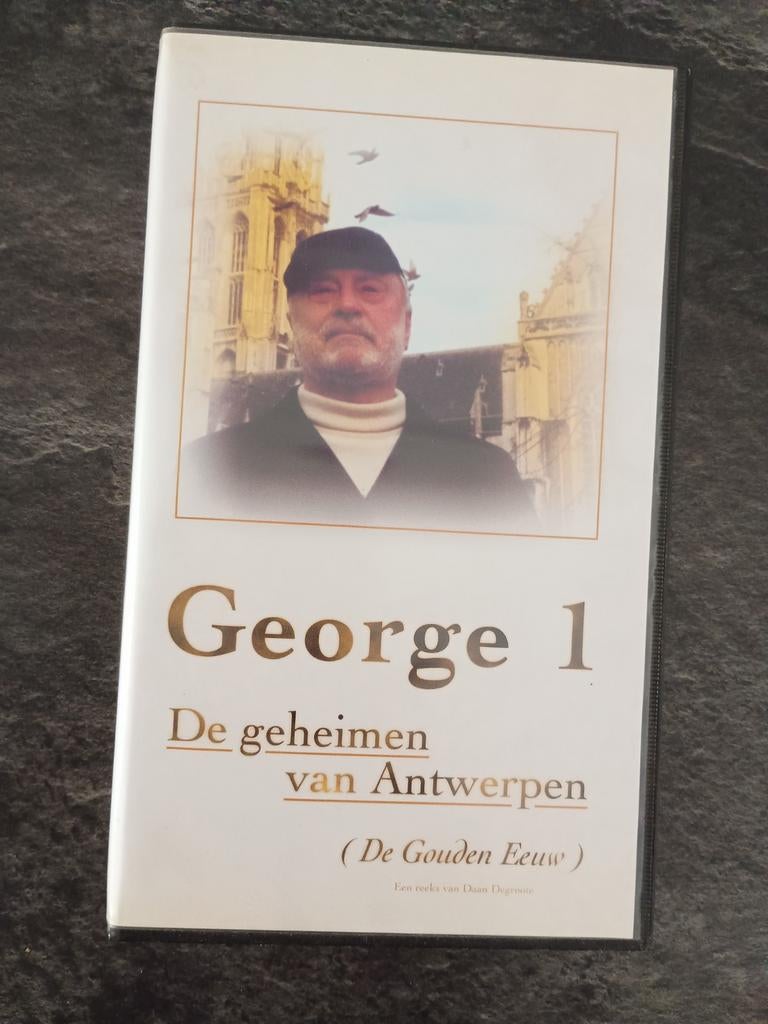 George 1
De geheimen
van Antwerpen
( De Gouden Eeuw )
Een reeks van Daan Degroote